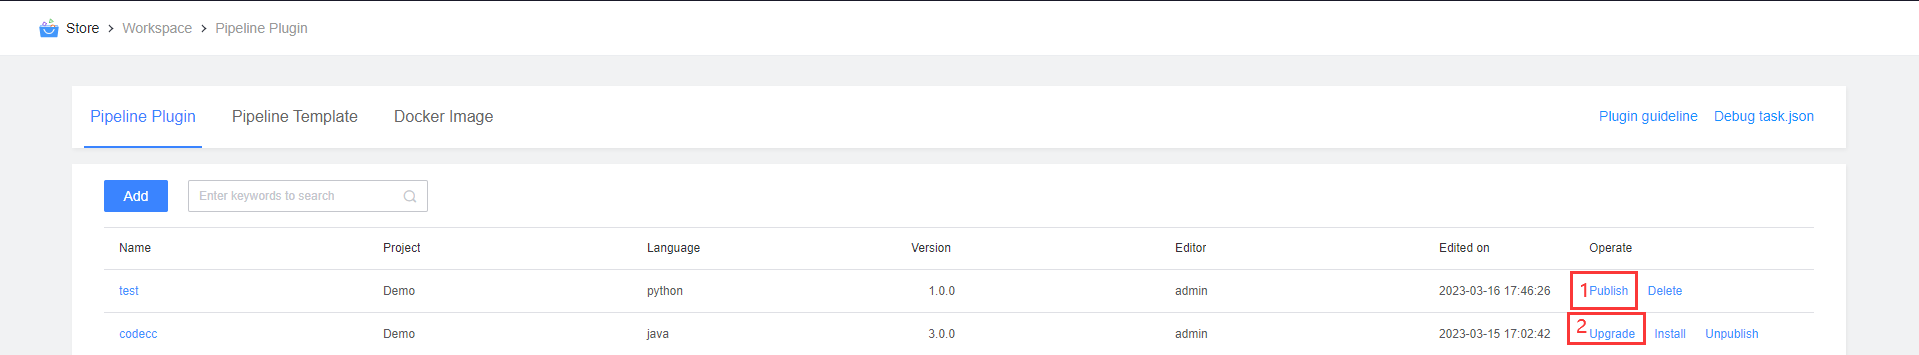 Store > Workspace > Pipeline Plugin
Pipeline Plugin Pipeline Template Docker Image Plugin guideline Debug task.json
Add Enter keywords to search
Name Project Language Version Editor Edited on Operate
test Demo python 1.0.0 admin 2023-03-16 17:46:26 1 Publish Delete
codecc Demo java 3.0.0 admin 2023-03-15 17:02:42 2 Upgrade Install Unpublish